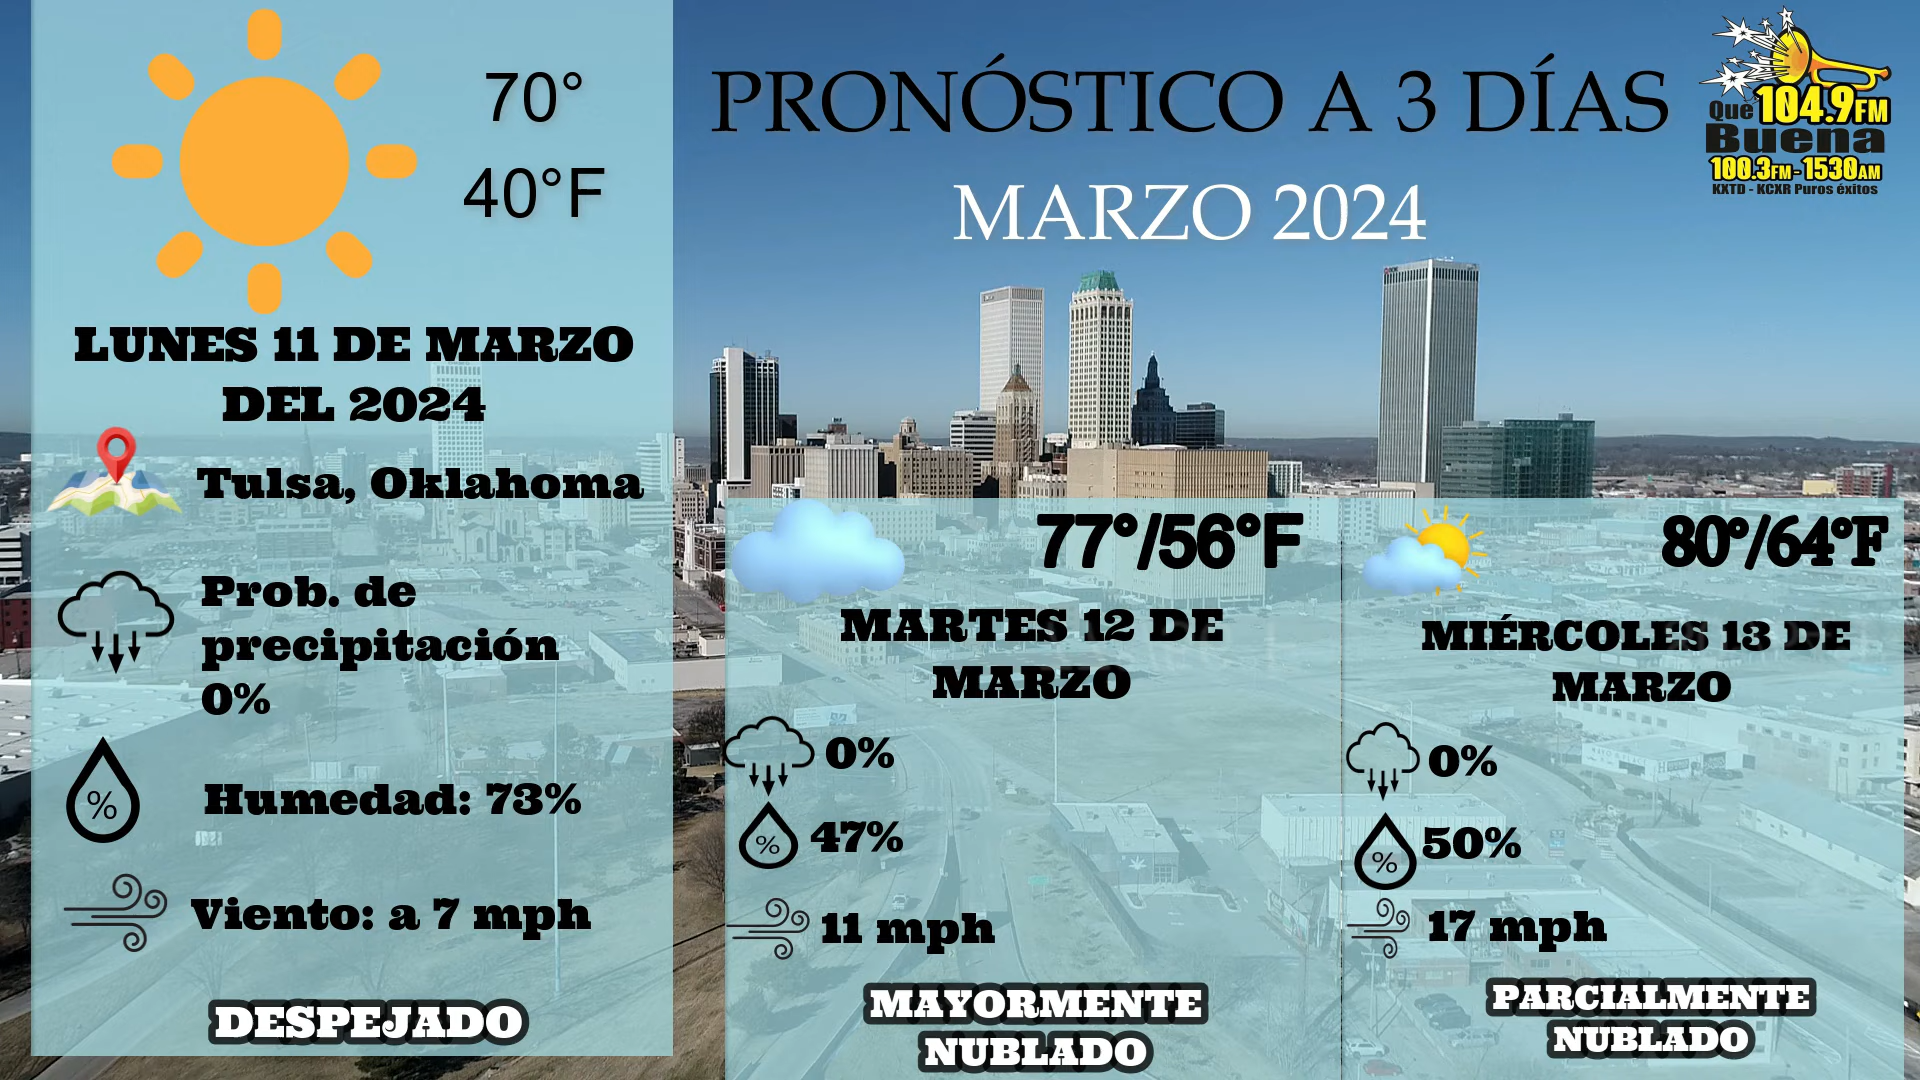 PRONÓSTICO A 3 DÍAS
MARZO 2024
Que 104.9FM
Buena
100.3FM-1530AM
KXTD - KCXR Puros éxitos
70°
40°F
LUNES 11 DE MARZO
DEL 2024
Tulsa, Oklahoma
Prob. de
precipitación
0%
%
Humedad: 73%
Viento: a 7 mph
DESPEJADO
77°/56°F
MARTES 12 DE
MARZO
0%
%
47%
11 mph
MAYORMENTE
NUBLADO
80°/64°F
MIÉRCOLES 13 DE
MARZO
0%
%
50%
17 mph
PARCIALMENTE
NUBLADO